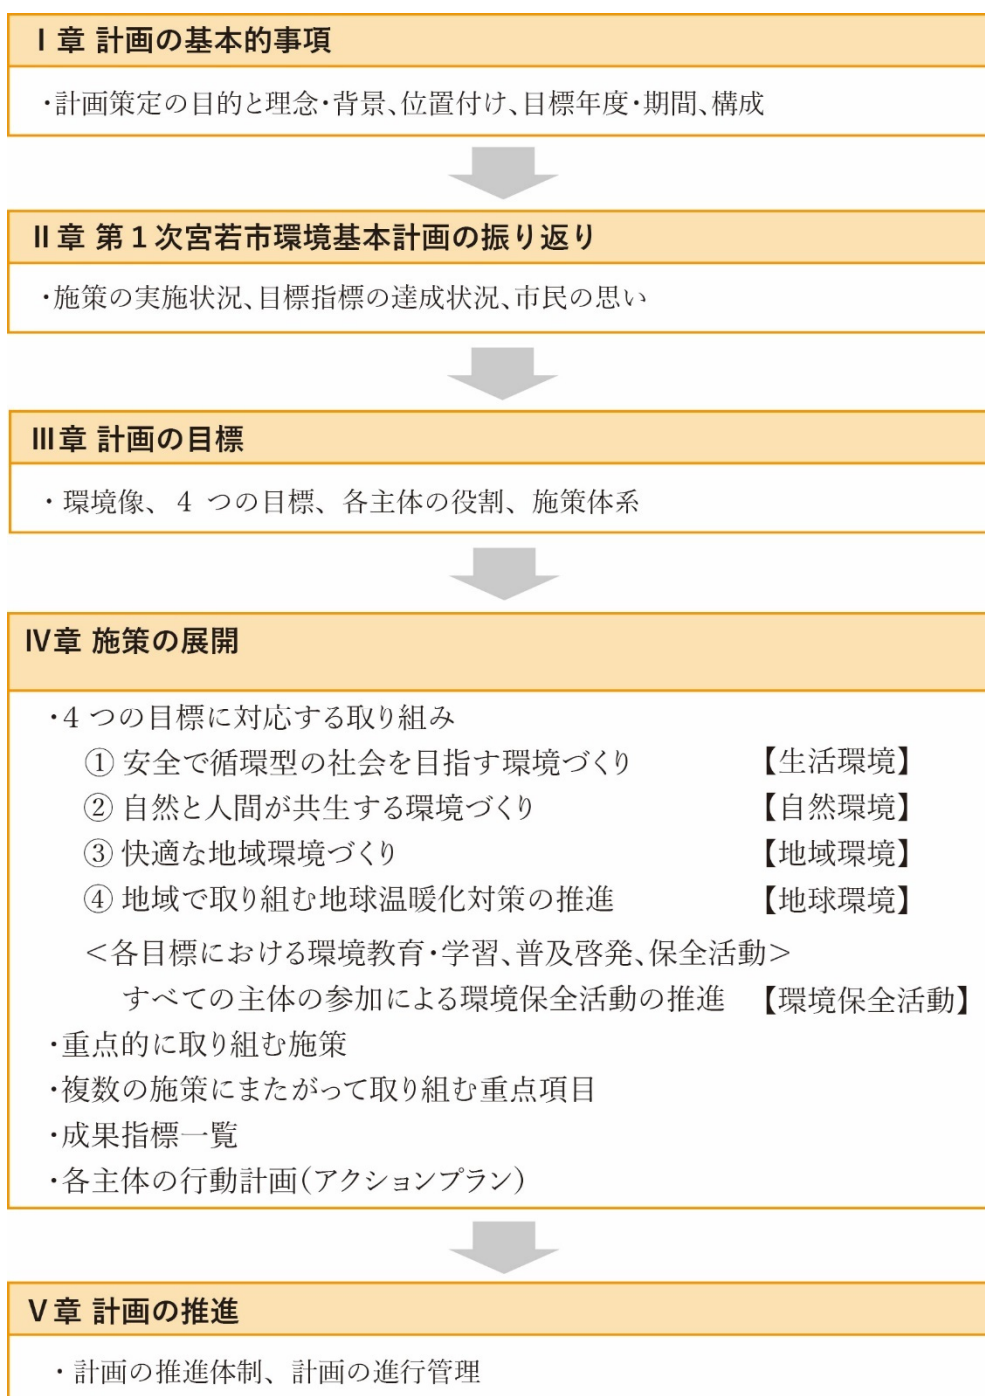 Ⅰ章 計画の基本的事項
・計画策定の目的と理念・背景、位置付け、目標年度・期間、構成
Ⅱ章 第1次宮若市環境基本計画の振り返り
・施策の実施状況、目標指標の達成状況、市民の思い
Ⅲ章 計画の目標
・環境像、4 つの目標、各主体の役割、施策体系
Ⅳ章 施策の展開
・4 つの目標に対応する取り組み
① 安全で循環型の社会を目指す環境づくり 【生活環境】
② 自然と人間が共生する環境づくり 【自然環境】
③ 快適な地域環境づくり 【地域環境】
④ 地域で取り組む地球温暖化対策の推進 【地球環境】
＜各目標における環境教育・学習、普及啓発、保全活動＞
すべての主体の参加による環境保全活動の推進 【環境保全活動】
・重点的に取り組む施策
・複数の施策にまたがって取り組む重点項目
・成果指標一覧
・各主体の行動計画(アクションプラン)
Ⅴ章 計画の推進
・計画の推進体制、計画の進行管理